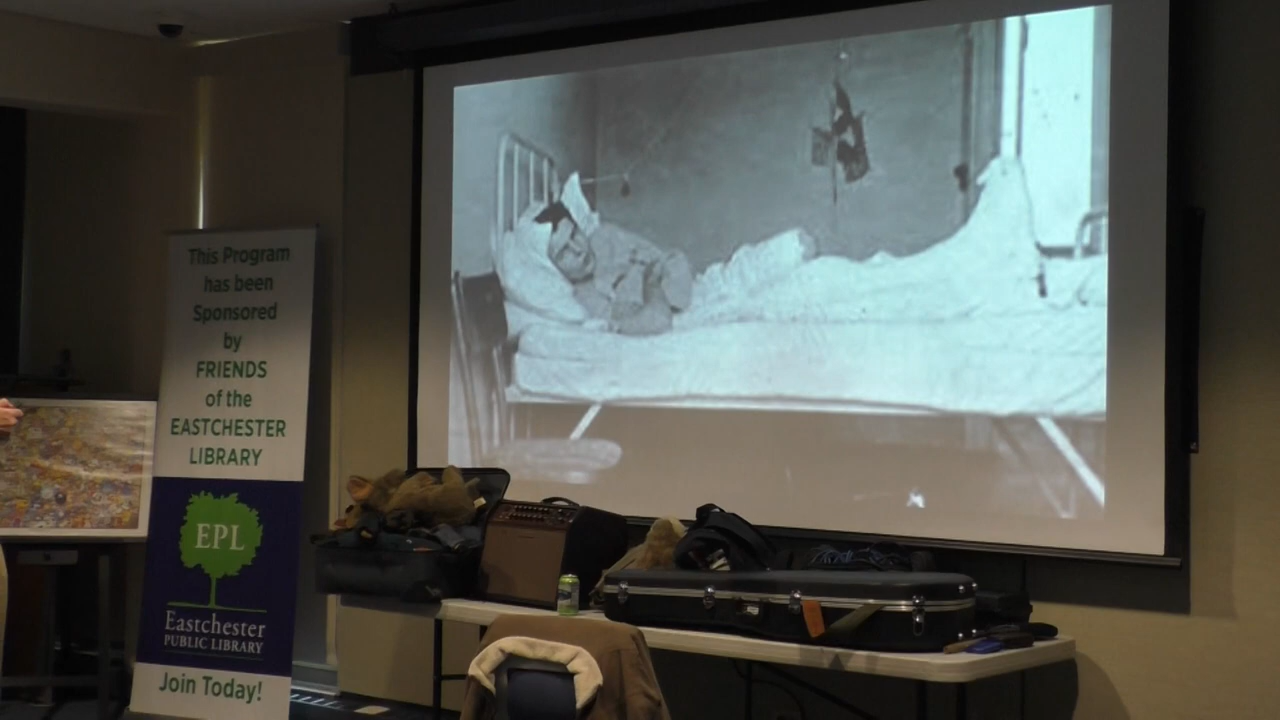 This Program
has been
Sponsored
by
FRIENDS
of the
EASTCHESTER
LIBRARY
EPL
Eastchester
PUBLIC LIBRARY
Join Today!